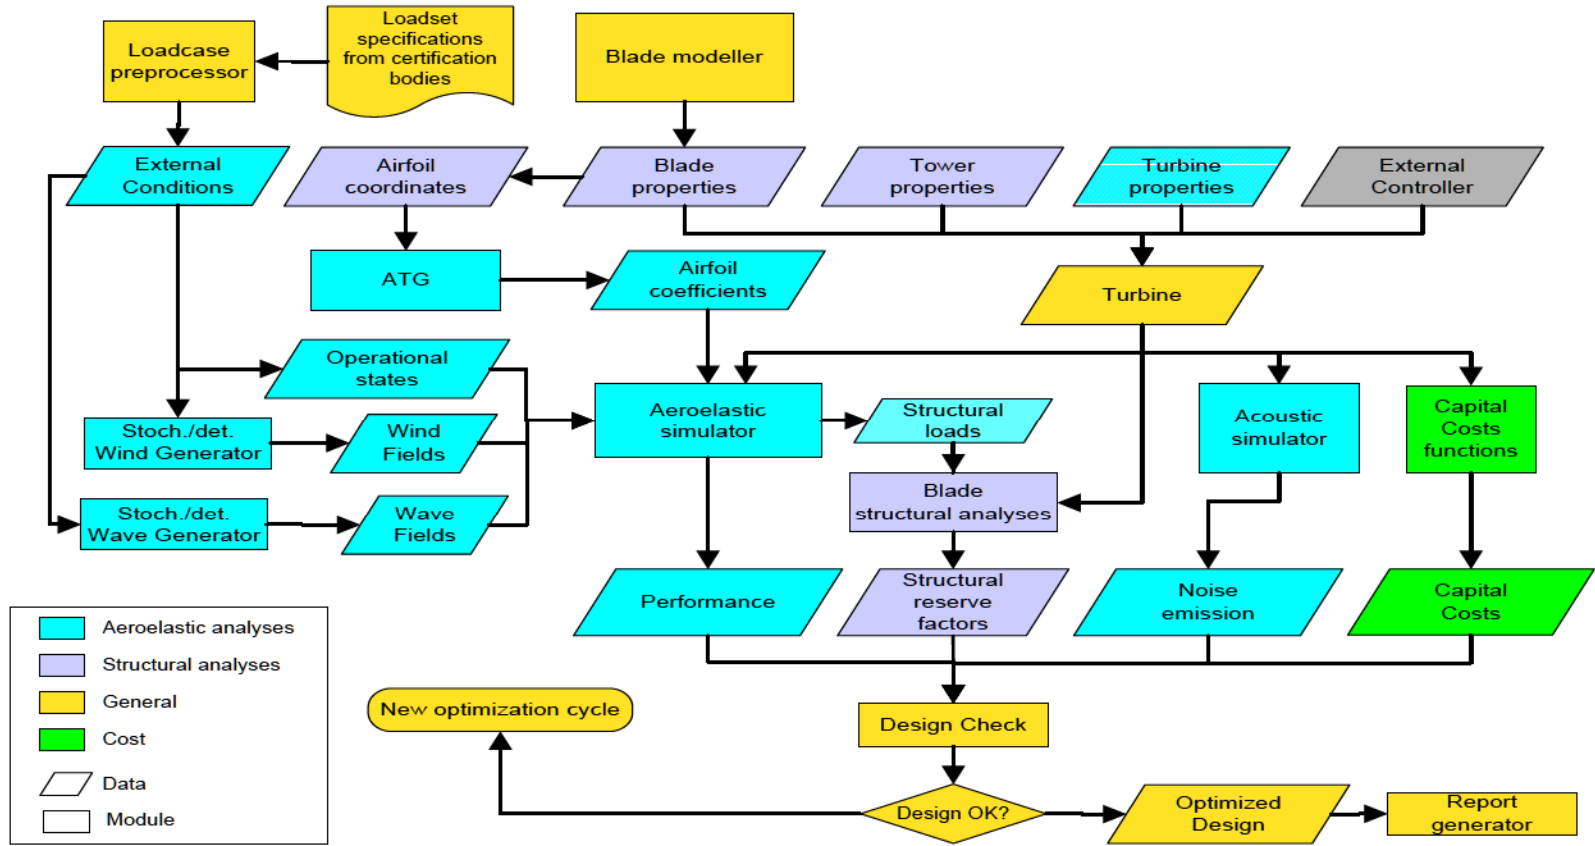 Loadcase
preprocessor
Loadset
specifications
from certification
bodies
Blade modeller
External
Conditions
Airfoil
coordinates
Blade
properties
Tower
properties
Turbine
properties
External
Controller
ATG
Airfoil
coefficients
Turbine
Operational
states
Stoch./det.
Wind Generator
Wind
Fields
Aeroelastic
simulator
Structural
loads
Acoustic
simulator
Capital
Costs
functions
Blade
structural analyses
Stoch./det.
Wave Generator
Wave
Fields
Performance
Structural
reserve
factors
Noise
emission
Capital
Costs
Aeroelastic analyses
Structural analyses
General
Cost
Data
Module
New optimization cycle
Design Check
Design OK?
Optimized
Design
Report
generator